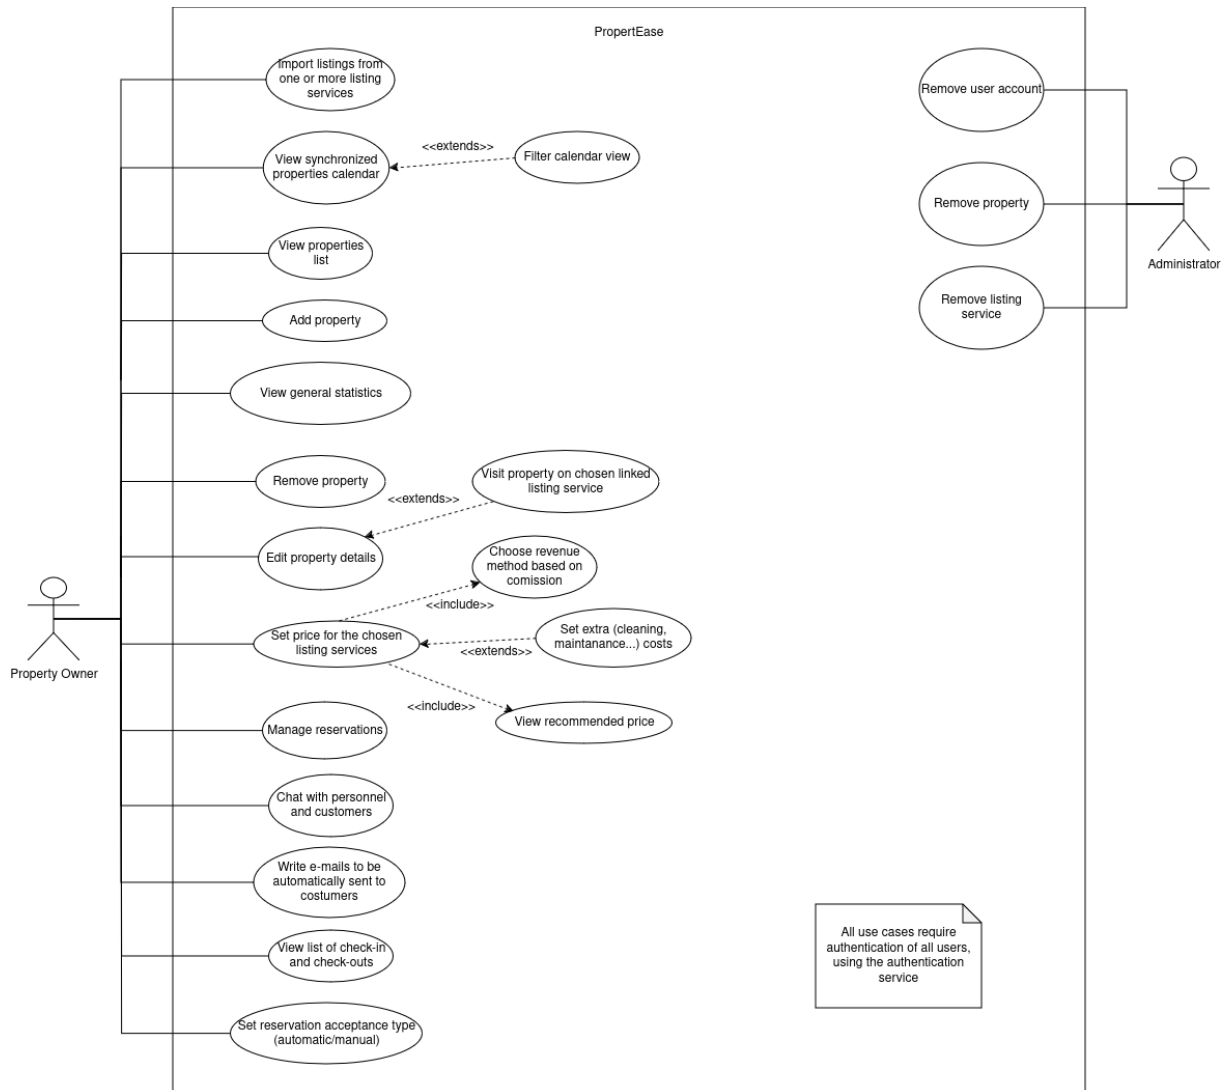 PropertEase
Import listings from
one or more listing
services
Remove user account
View synchronized
properties calendar
<<extends>>
Filter calendar view
Remove property
Administrator
View properties
list
Remove listing
service
Add property
View general statistics
Remove property
<<extends>>
Visit property on chosen linked
listing service
Edit property details
Choose revenue
method based on
comission
<<include>>
Set price for the chosen
listing services
<<extends>>
Set extra (cleaning,
maintanance...) costs
Property Owner
<<include>>
View recommended price
Manage reservations
Chat with personnel
and customers
Write e-mails to be
automatically sent to
costumers
View list of check-in
and check-outs
All use cases require
authentication of all users,
using the authentication
service
Set reservation acceptance type
(automatic/manual)